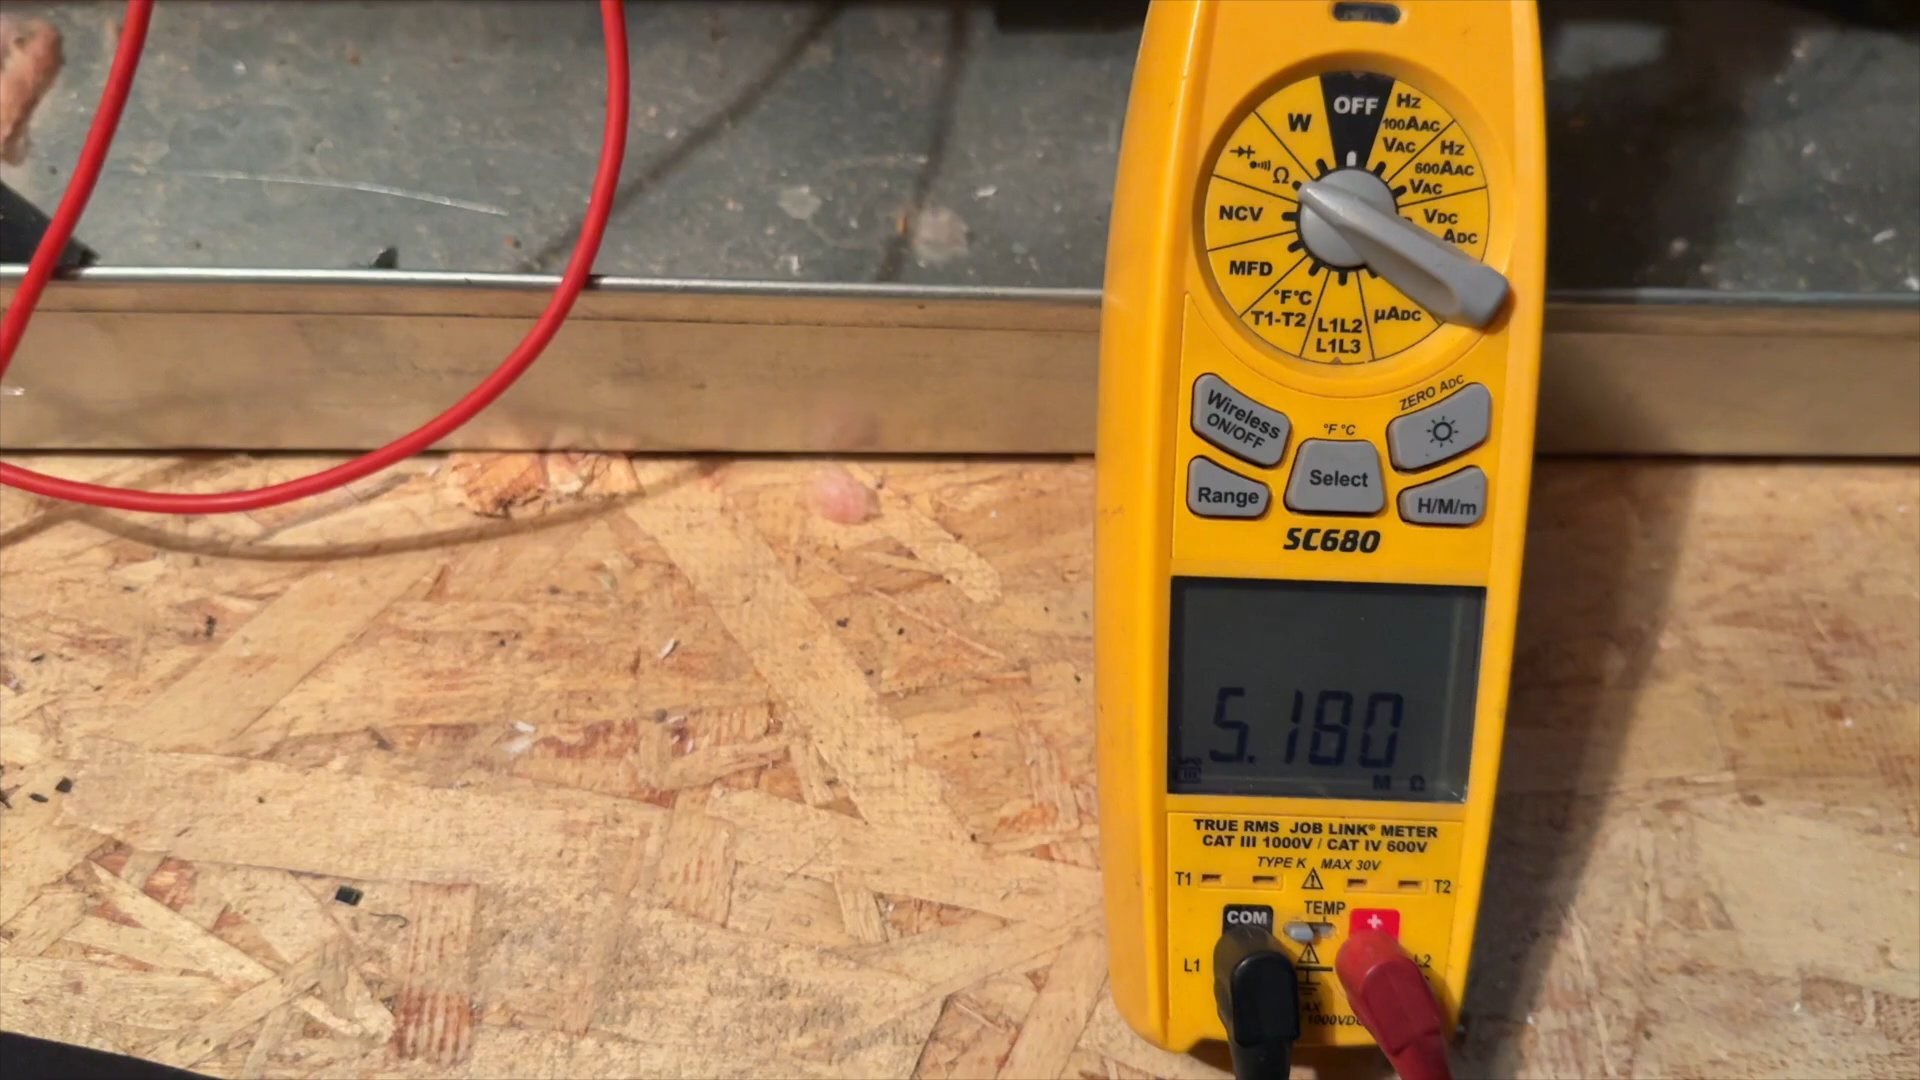 OFF
W
Hz
100AAC
VAC
Hz
600AAC
VAC
Ω
NCV
VDC
ADC
MFD
°F°C
T1-T2
L1L2
L1L3
µADC
ZERO ADC
Wireless
ON/OFF
°F °C
Select
Range
H/M/m
SC680
5.180
APO
M Ω
TRUE RMS JOB LINK® METER
CAT III 1000V / CAT IV 600V
TYPE K MAX 30V
T1
T2
TEMP
COM
+
L1